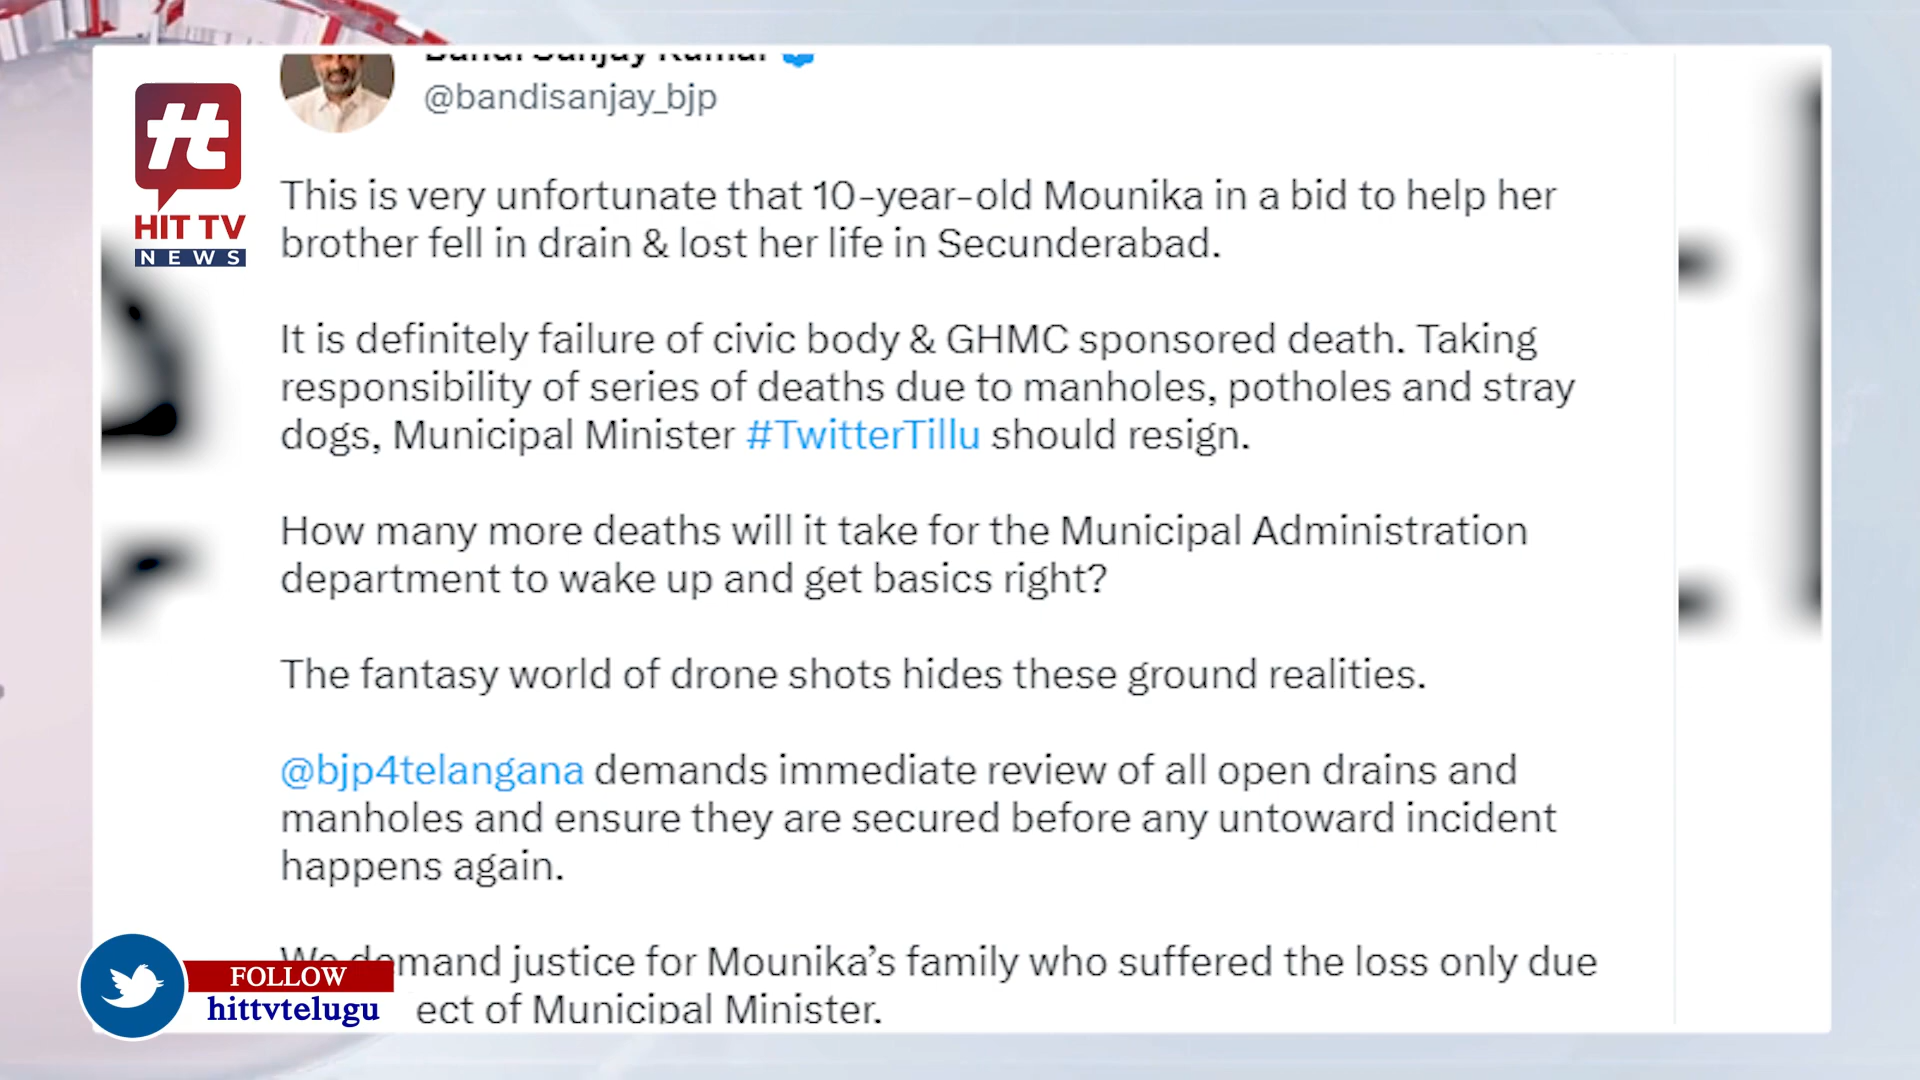 Bandi Sanjay Kumar
@bandisanjay_bjp
HIT TV
NEWS
This is very unfortunate that 10-year-old Mounika in a bid to help her
brother fell in drain & lost her life in Secunderabad.
It is definitely failure of civic body & GHMC sponsored death. Taking
responsibility of series of deaths due to manholes, potholes and stray
dogs, Municipal Minister #TwitterTillu should resign.
How many more deaths will it take for the Municipal Administration
department to wake up and get basics right?
The fantasy world of drone shots hides these ground realities.
@bjp4telangana demands immediate review of all open drains and
manholes and ensure they are secured before any untoward incident
happens again.
We demand justice for Mounika's family who suffered the loss only due
ect of Municipal Minister.
FOLLOW
hittvtelugu